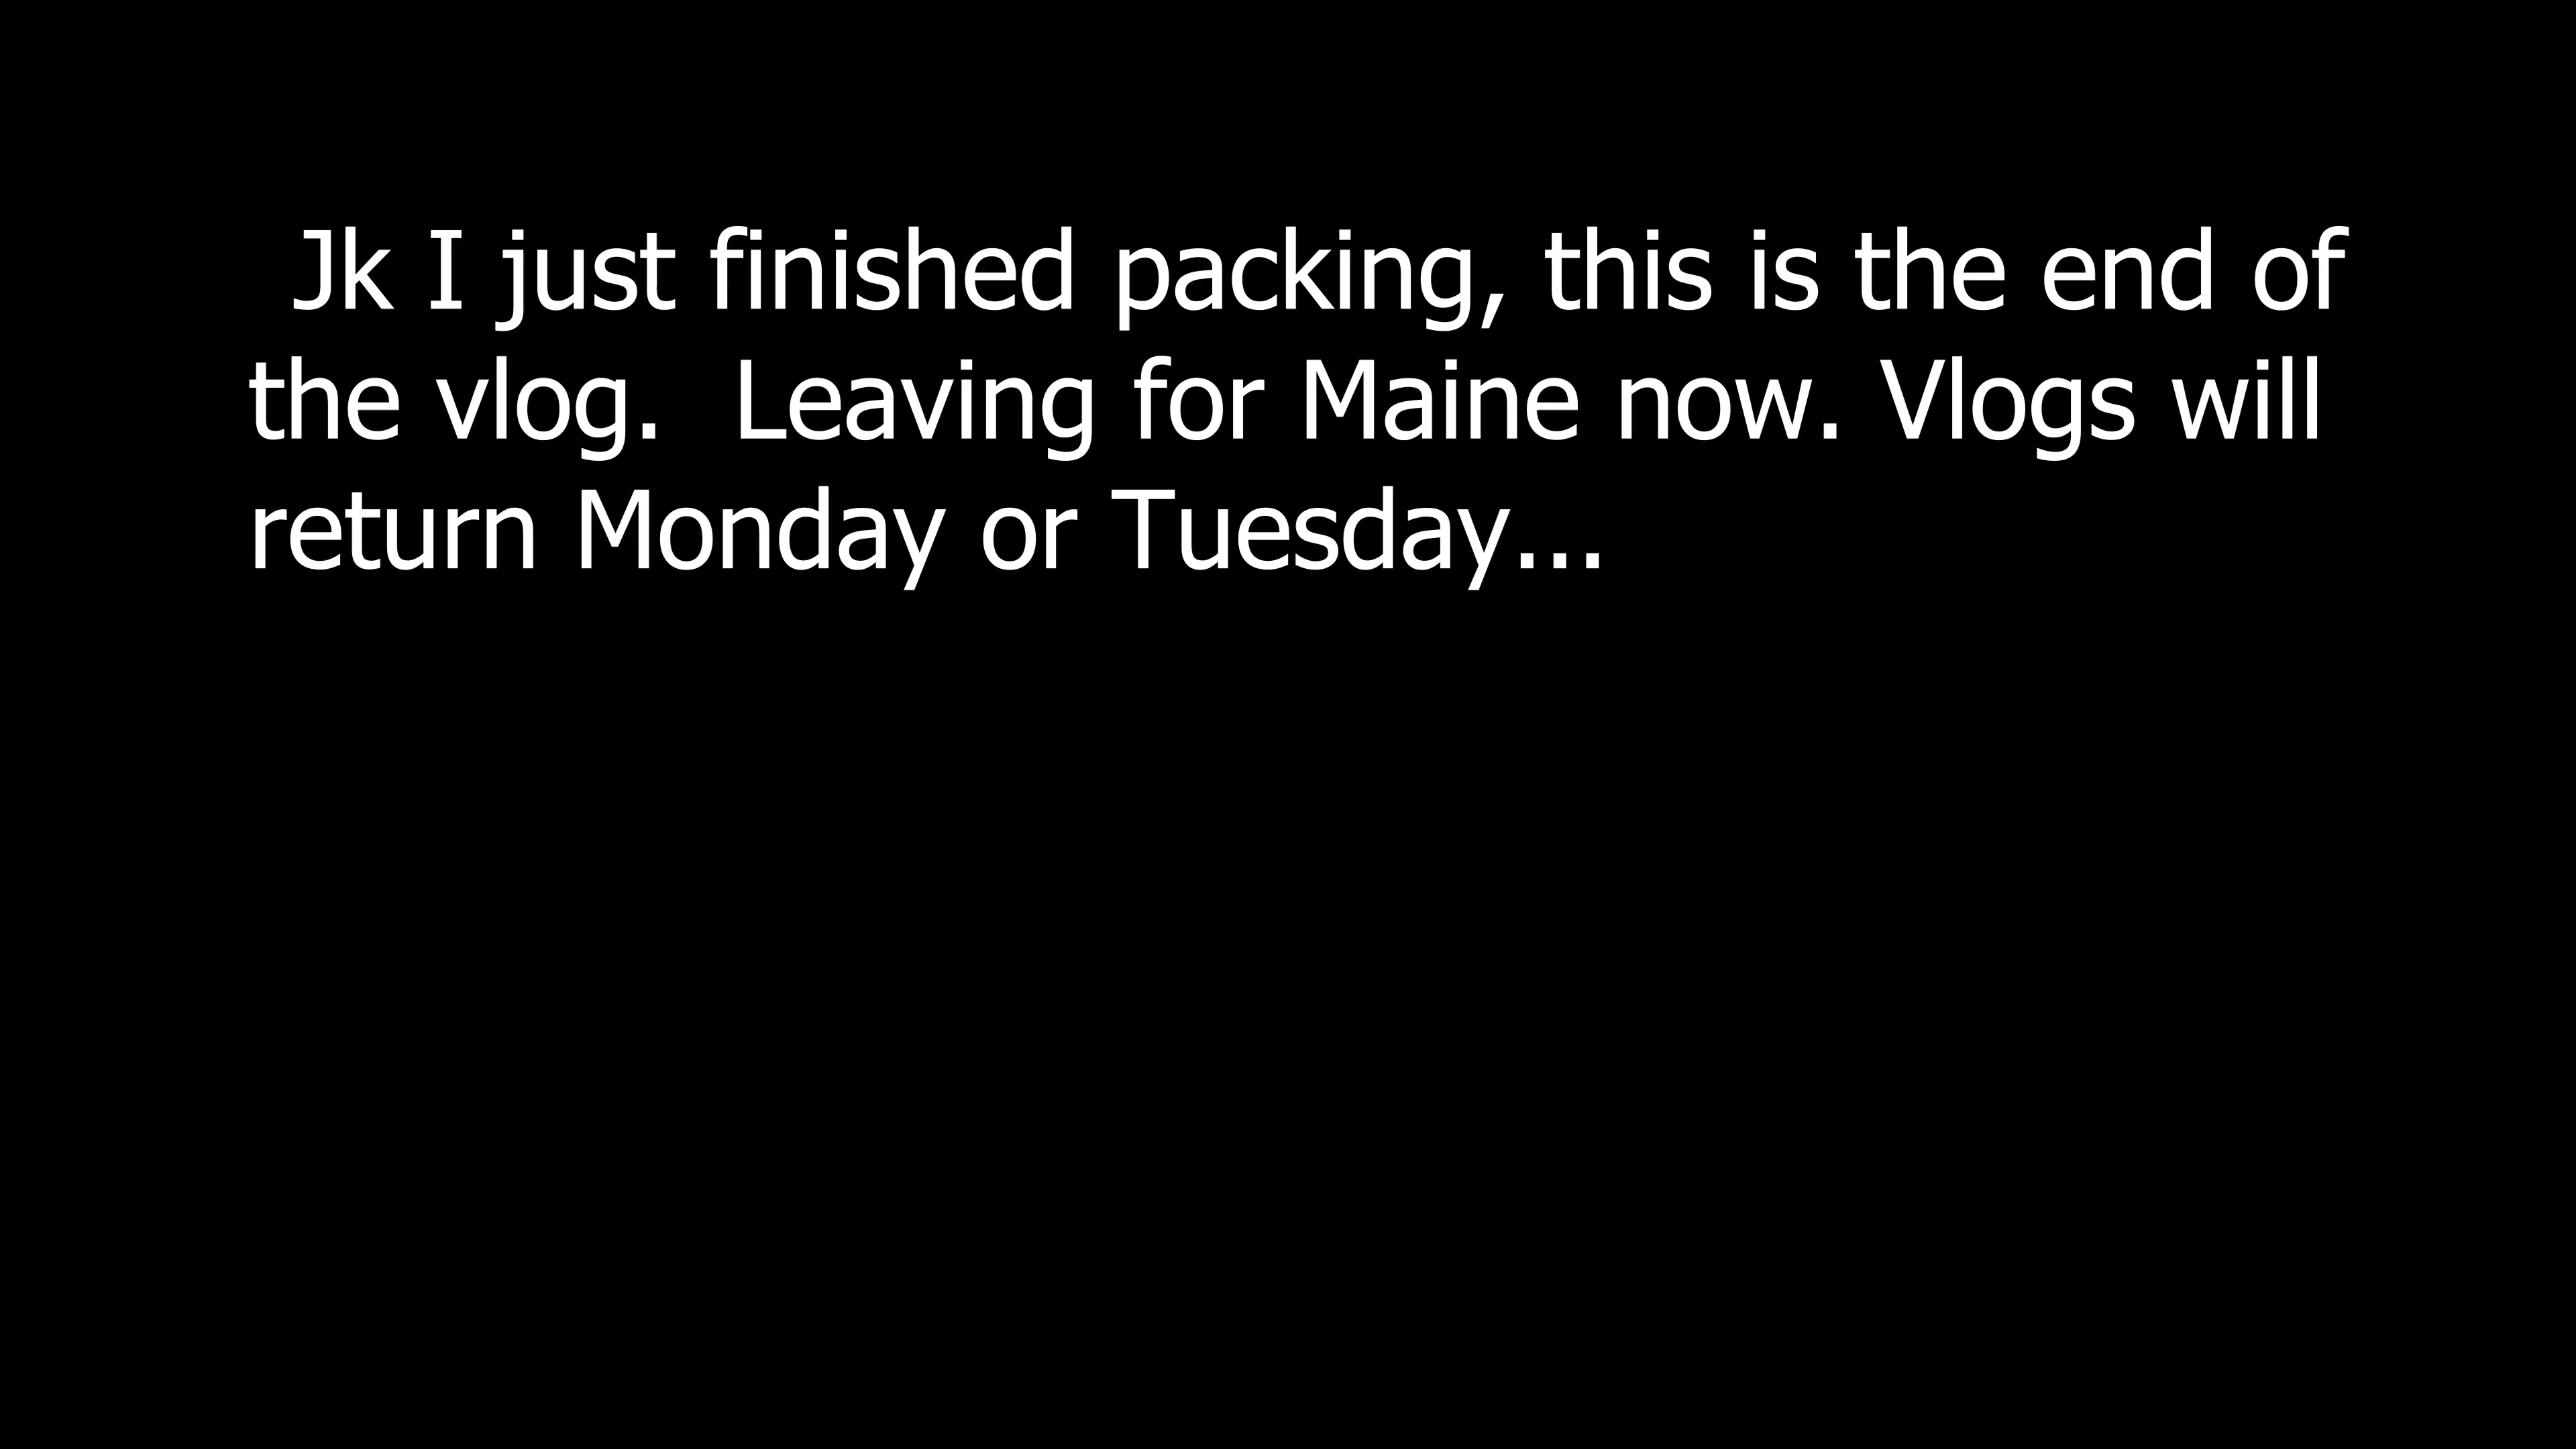 Jk I just finished packing, this is the end of
the vlog.  Leaving for Maine now. Vlogs will
return Monday or Tuesday...